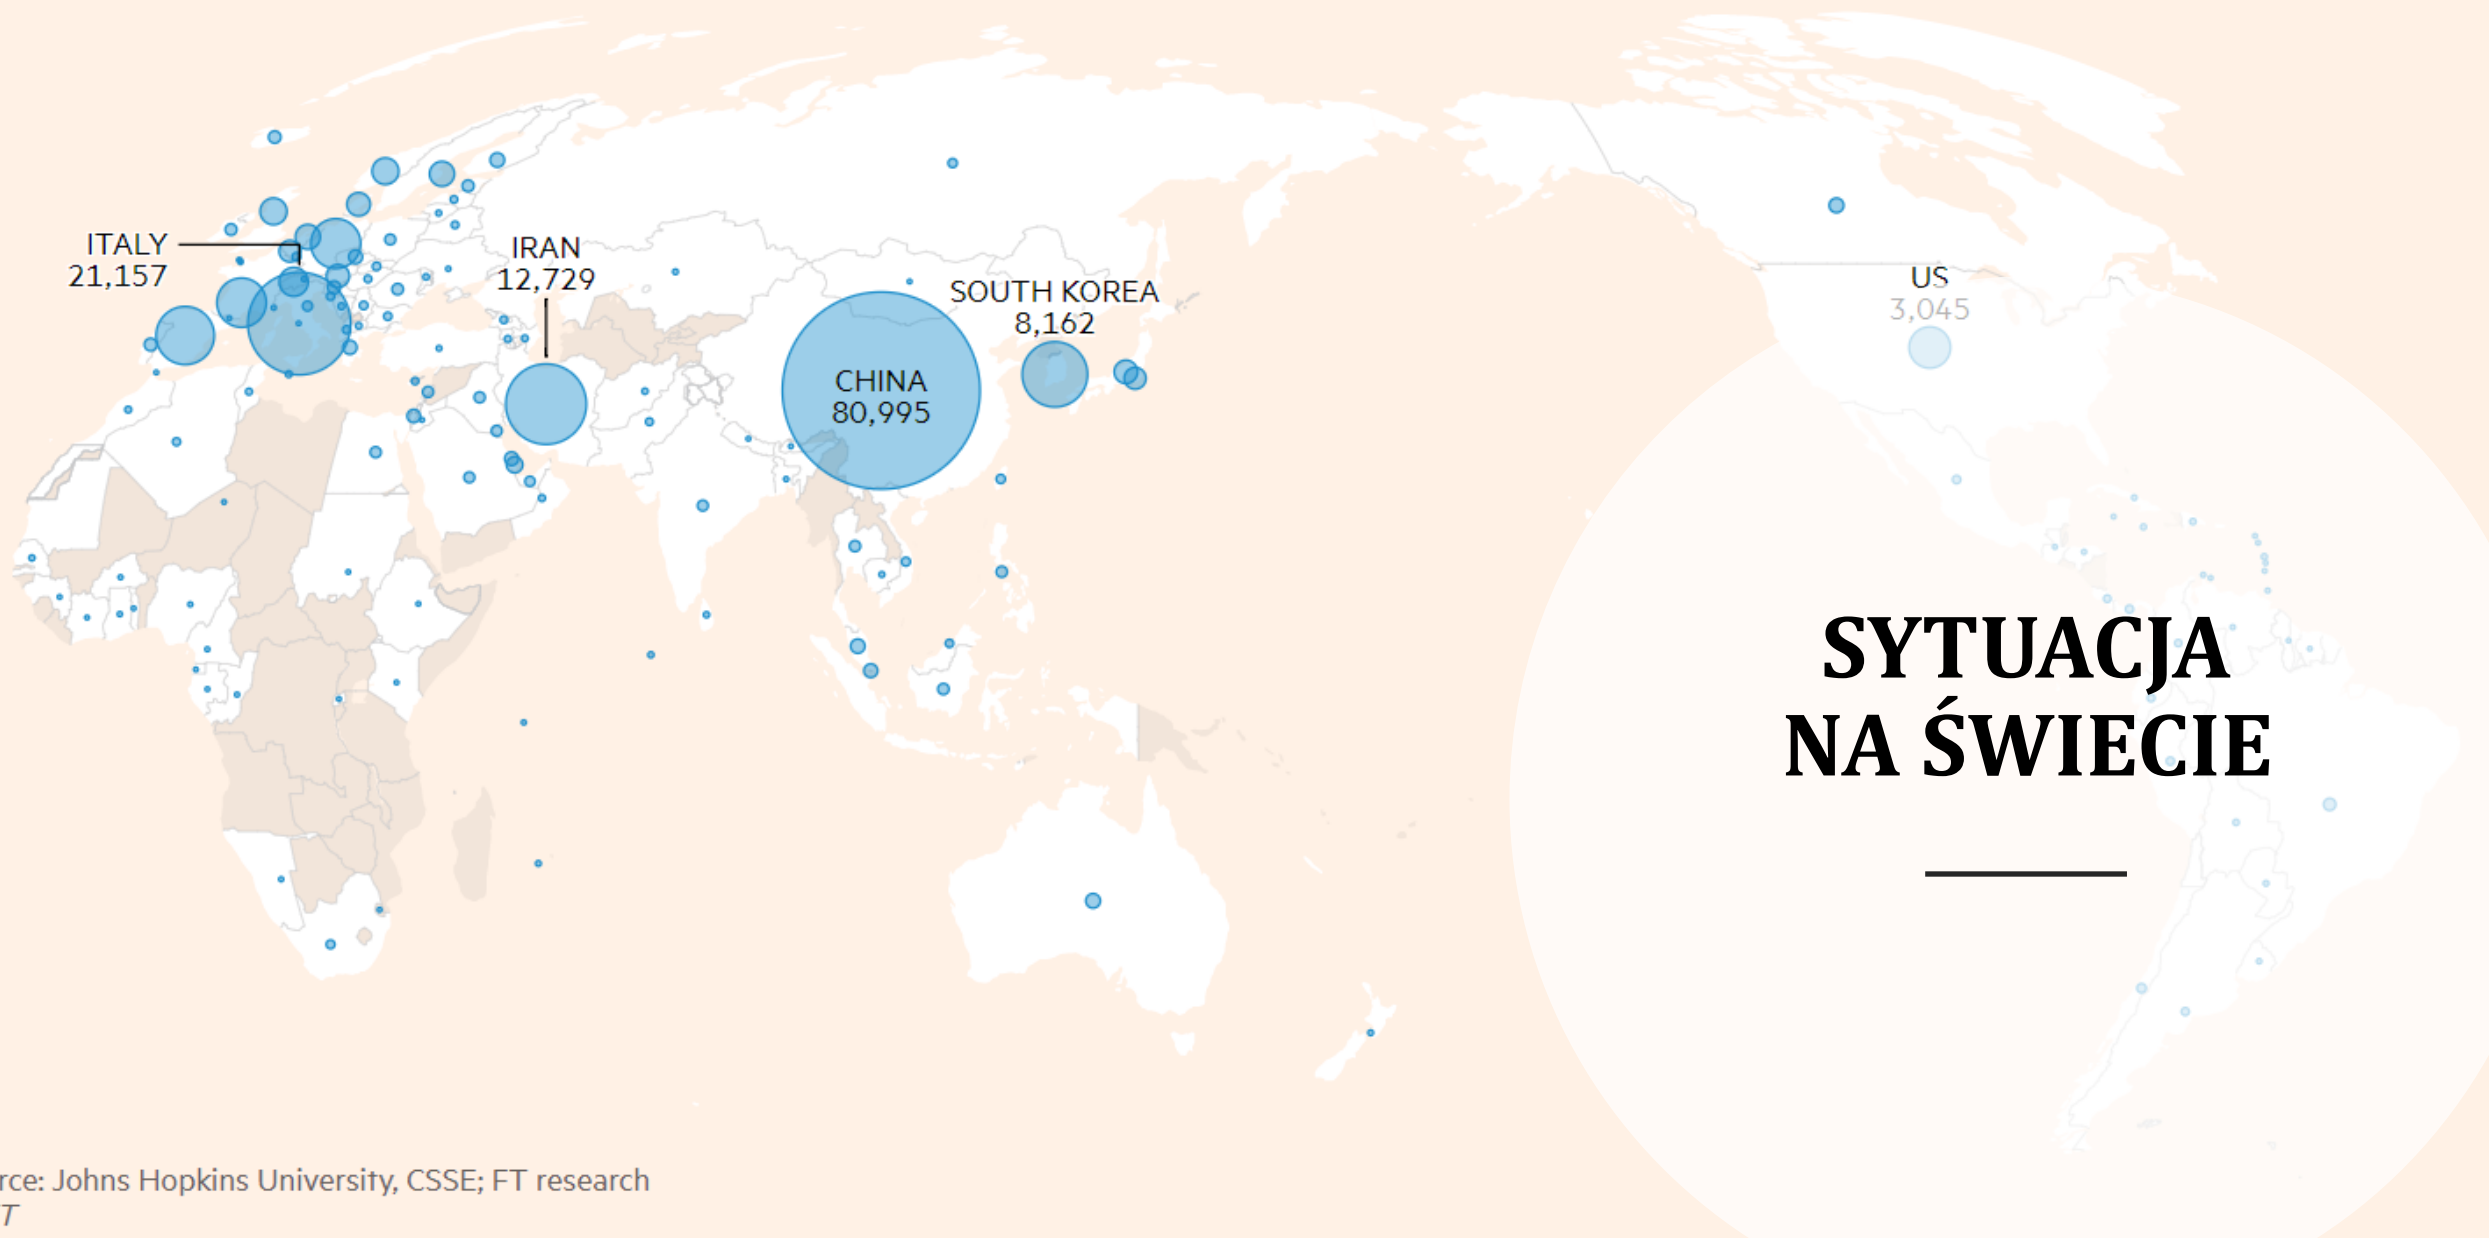 ITALY
21,157
IRAN
12,729
SOUTH KOREA
8,162
CHINA
80,995
US
3,045
SYTUACJA
NA ŚWIECIE
rce: Johns Hopkins University, CSSE; FT research
T